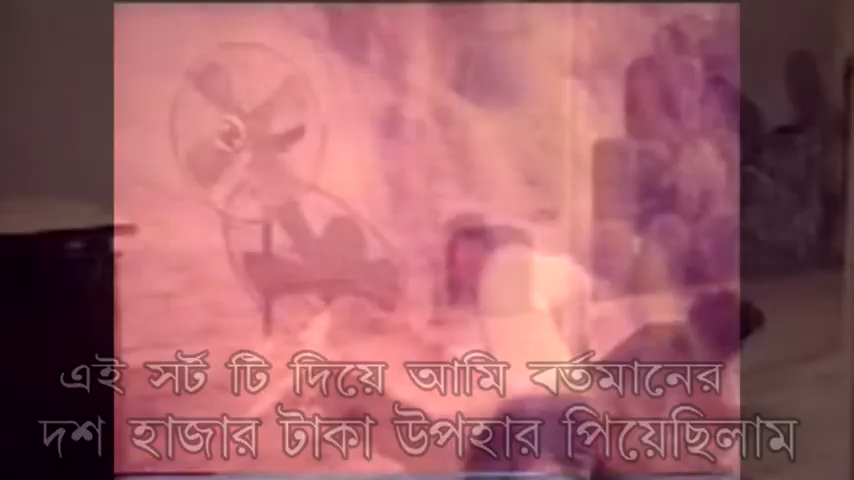 এই সর্ট টি দিয়ে আমি বর্তমানের
দশ হাজার টাকা উপহার পিয়েছিলাম